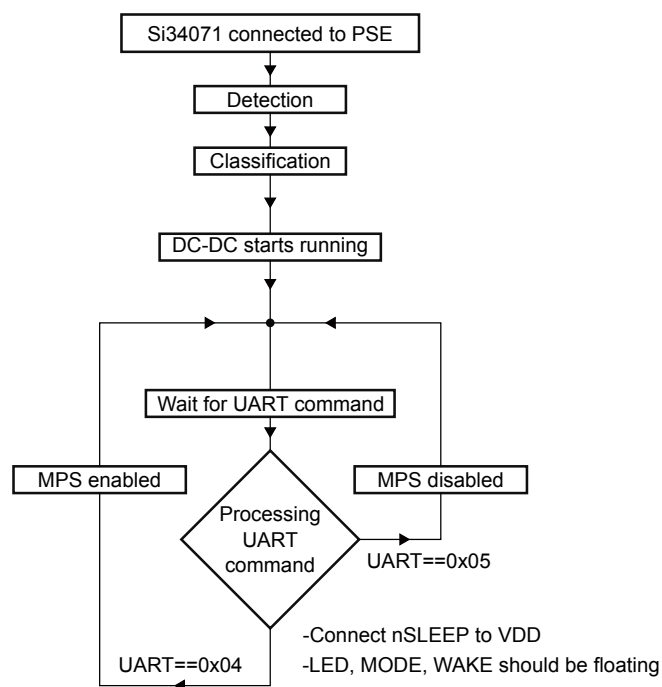 Si34071 connected to PSE
Detection
Classification
DC-DC starts running
Wait for UART command
MPS enabled
MPS disabled
Processing
UART
command
UART==0x05
-Connect nSLEEP to VDD
UART==0x04
-LED, MODE, WAKE should be floating